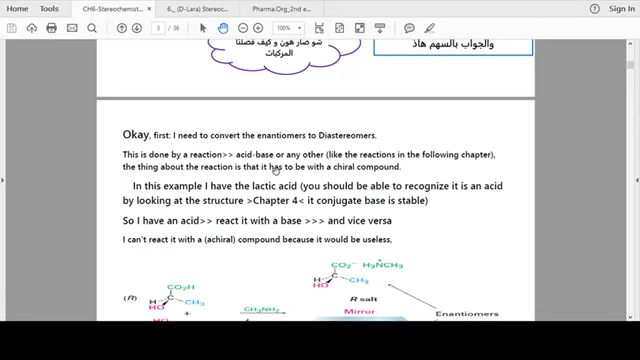 Home
Tools
CH6-Stereochemist...
6._ (D-Lara) Stereoc...
Pharma.Org_2nd e...
Sign In
3 / 36
100%
شو صار هون و كيف فصلنا
المركبات
والجواب بالسهم هاذ
Okay, first: I need to convert the enantiomers to Diastereomers.
This is done by a reaction>> acid-base or any other (like the reactions in the following chapter),
the thing about the reaction is that it has to be with a chiral compound.
In this example I have the lactic acid (you should be able to recognize it is an acid
by looking at the structure >Chapter 4< it conjugate base is stable)
So I have an acid>> react it with a base >>> and vice versa
I can't react it with a (achiral) compound because it would be useless,
CO₂⁻ H₃N⁺CH₃
H C CH₃
HO
CO₂H
(R) H C CH₃
HO
R salt
+
CH₃NH₂
Mirror
Enantiomers